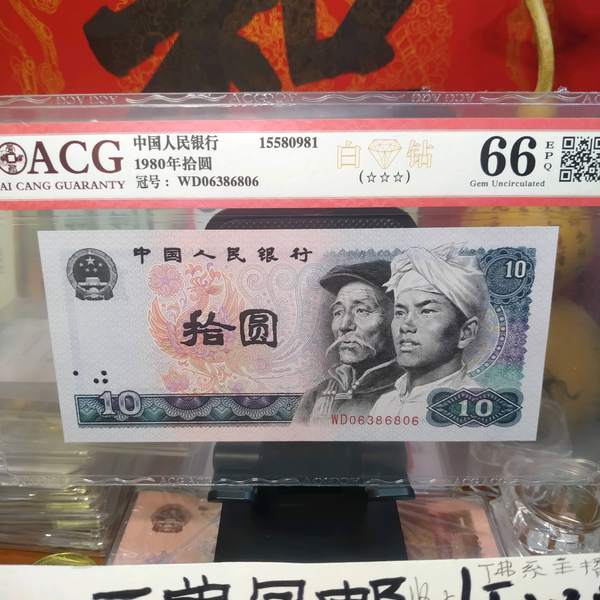 ACG
AI CANG GUARANTY
中国人民银行
1980年拾圆
冠号：WD06386806
15580981
白 钻
(☆☆☆)
66
EPQ
Gem Uncirculated
中国人民银行
10
拾圆
10
WD06386806
10